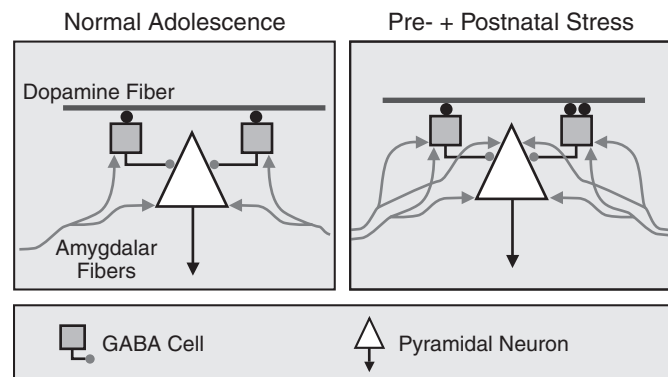 Normal Adolescence
Pre- + Postnatal Stress
Dopamine Fiber
Amygdalar
Fibers
GABA Cell
Pyramidal Neuron